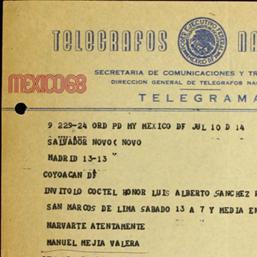 TELEGRAFOS NA
MEXICO68
SECRETARIA DE COMUNICACIONES Y TR
DIRECCION GENERAL DE TELEGRAFOS NAC
TELEGRAMA
9 229-24 ORD PD MY MEXICO DF JUL 10 D 14
SALVADOR NOVO ( NOVO
MADRID 13-13
COYOACAN DF
INVITOLO COCTEL HONOR LUIS ALBERTO SANCHEZ R
SAN MARCOS DE LIMA SABADO 13 A 7 Y MEDIA EN
NARVARTE ATENTAMENTE
MANUEL MEJIA VALERA